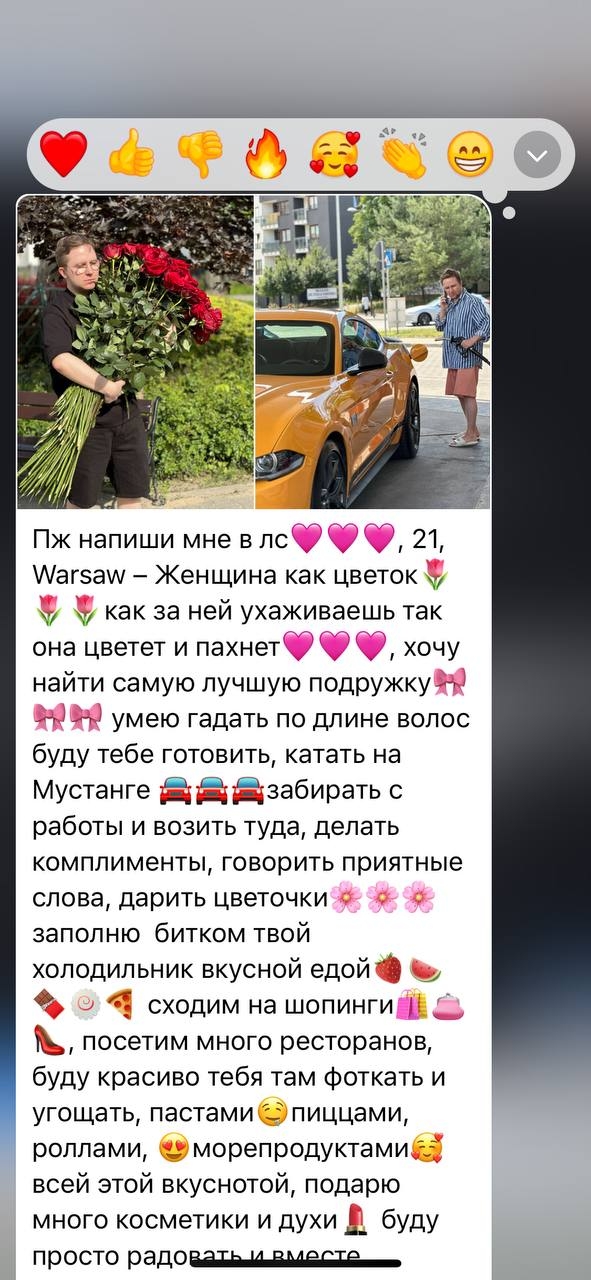 Пж напиши мне в лс🩷🩷🩷, 21,
Warsaw – Женщина как цветок🌷
🌷🌷как за ней ухаживаешь так
она цветет и пахнет🩷🩷🩷, хочу
найти самую лучшую подружку🎀
🎀🎀 умею гадать по длине волос
буду тебе готовить, катать на
Мустанге 🚘🚘🚘забирать с
работы и возить туда, делать
комплименты, говорить приятные
слова, дарить цветочки🌸🌸🌸
заполню  битком твой
холодильник вкусной едой🍓🍉
🍫🍥🍕 сходим на шопинги🛍️👛
👠, посетим много ресторанов,
буду красиво тебя там фоткать и
угощать, пастами🤤пиццами,
роллами, 😍морепродуктами🥰
всей этой вкуснотой, подарю
много косметики и духи💄 буду
просто радовать и вместе